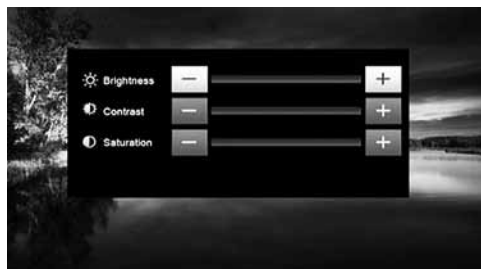 Brightness − +
Contrast − +
Saturation − +